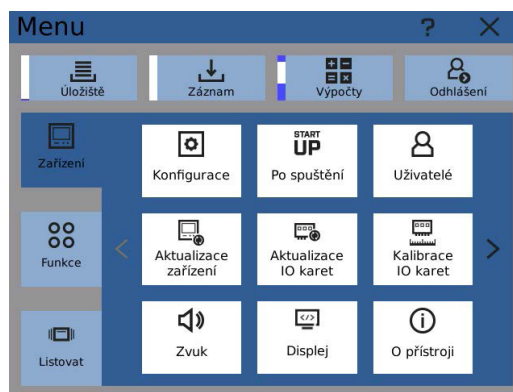 Menu ?
Úložiště Záznam Výpočty Odhlášení
Zařízení
START
UP
Konfigurace Po spuštění Uživatelé
Funkce
Aktualizace
zařízení
Aktualizace
IO karet
Kalibrace
IO karet
Listovat
Zvuk Displej O přístroji